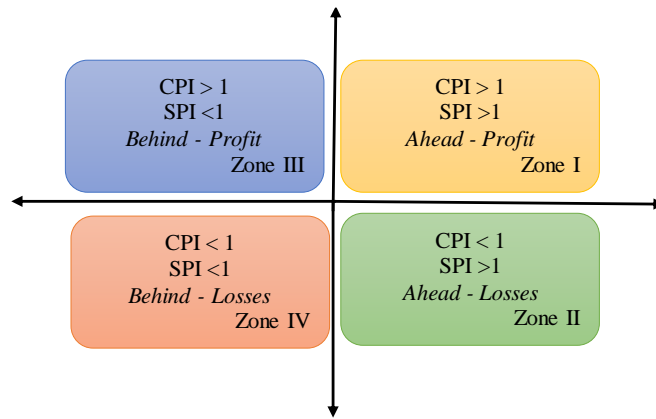 CPI > 1
SPI <1
Behind - Profit
Zone III
CPI > 1
SPI >1
Ahead - Profit
Zone I
CPI < 1
SPI <1
Behind - Losses
Zone IV
CPI < 1
SPI >1
Ahead - Losses
Zone II